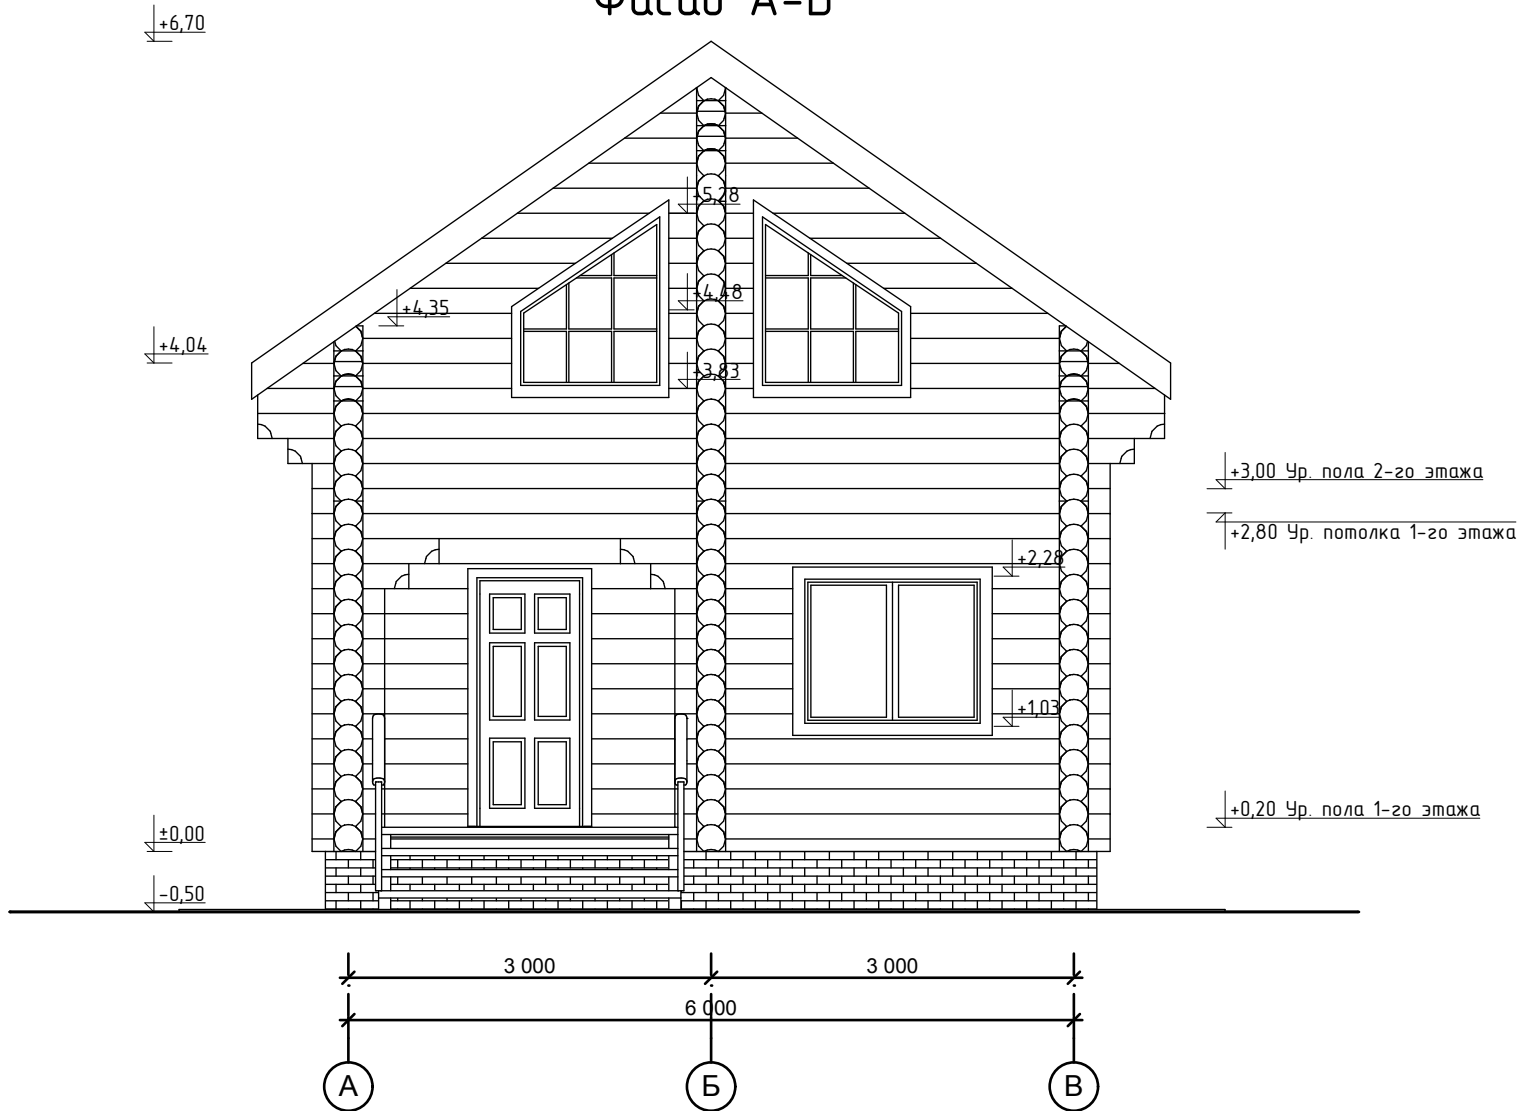 Фасад А-В
+6,70
+5,28
+4,48
+4,35
+4,04
+3,83
+3,00 Ур. пола 2-го этажа
+2,80 Ур. потолка 1-го этажа
+2,28
+1,03
+0,20 Ур. пола 1-го этажа
±0,00
-0,50
3 000
3 000
6 000
А
Б
В